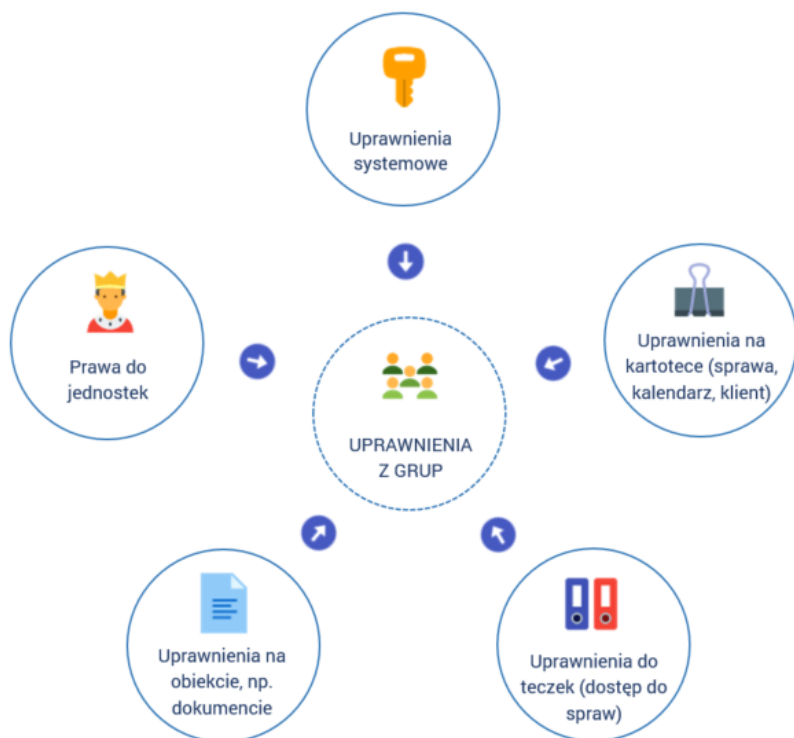 Uprawnienia
systemowe
Prawa do
jednostek
Uprawnienia na
kartotece (sprawa,
kalendarz, klient)
UPRAWNIENIA
Z GRUP
Uprawnienia na
obiekcie, np.
dokumencie
Uprawnienia do
teczek (dostęp do
spraw)